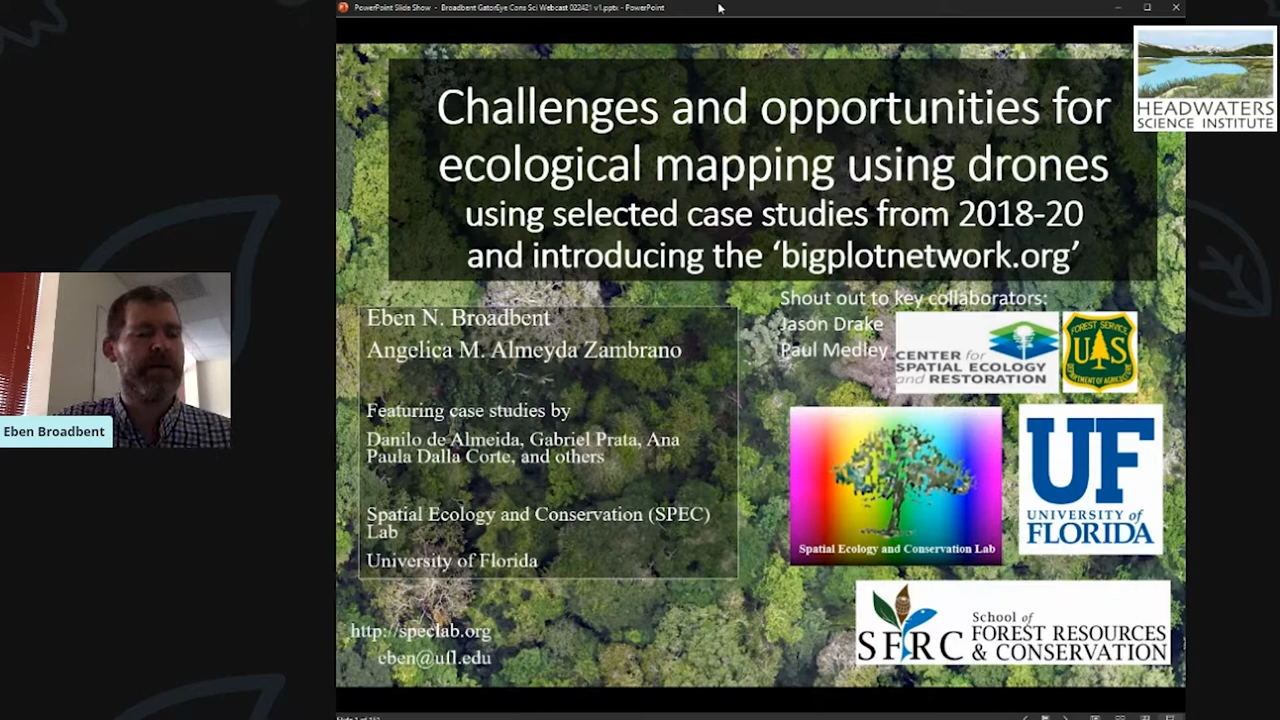 PowerPoint Slide Show - Broadbent GatorEye Cons Sci Webcast 022421 v1.pptx - PowerPoint
HEADWATERS
SCIENCE INSTITUTE
Challenges and opportunities for
ecological mapping using drones
using selected case studies from 2018-20
and introducing the ‘bigplotnetwork.org’
Eben N. Broadbent
Angelica M. Almeyda Zambrano
Featuring case studies by
Danilo de Almeida, Gabriel Prata, Ana
Paula Dalla Corte, and others
Spatial Ecology and Conservation (SPEC)
Lab
University of Florida
http://speclab.org
eben@ufl.edu
Shout out to key collaborators:
Jason Drake
Paul Medley
CENTER for
SPATIAL ECOLOGY
and RESTORATION
FOREST SERVICE
U S
DEPARTMENT OF AGRICULTURE
Spatial Ecology and Conservation Lab
UF
UNIVERSITY of
FLORIDA
SFRC
School of
FOREST RESOURCES
& CONSERVATION
Eben Broadbent